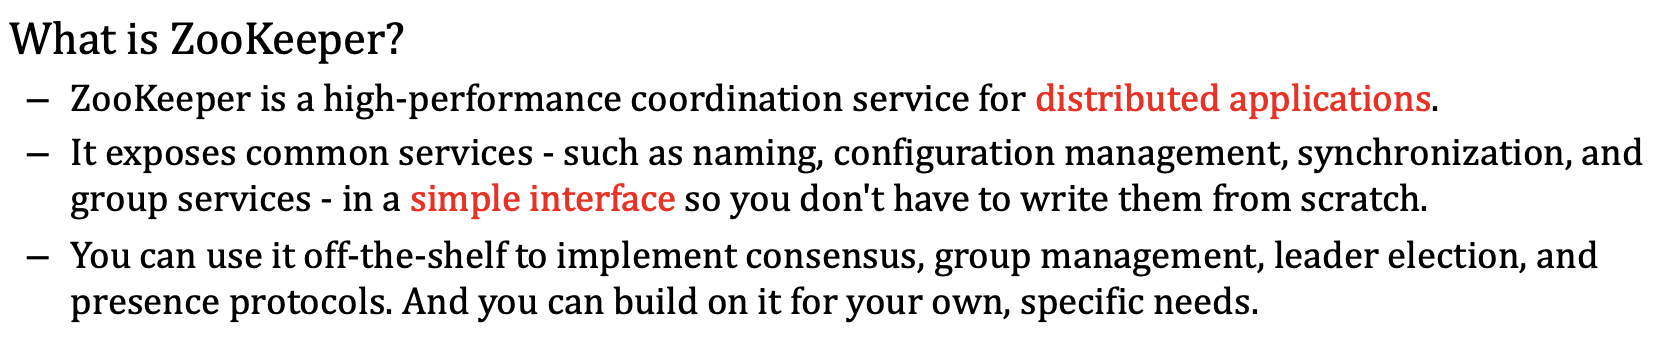 What is ZooKeeper?
– ZooKeeper is a high-performance coordination service for distributed applications.
– It exposes common services - such as naming, configuration management, synchronization, and
group services - in a simple interface so you don't have to write them from scratch.
– You can use it off-the-shelf to implement consensus, group management, leader election, and
presence protocols. And you can build on it for your own, specific needs.